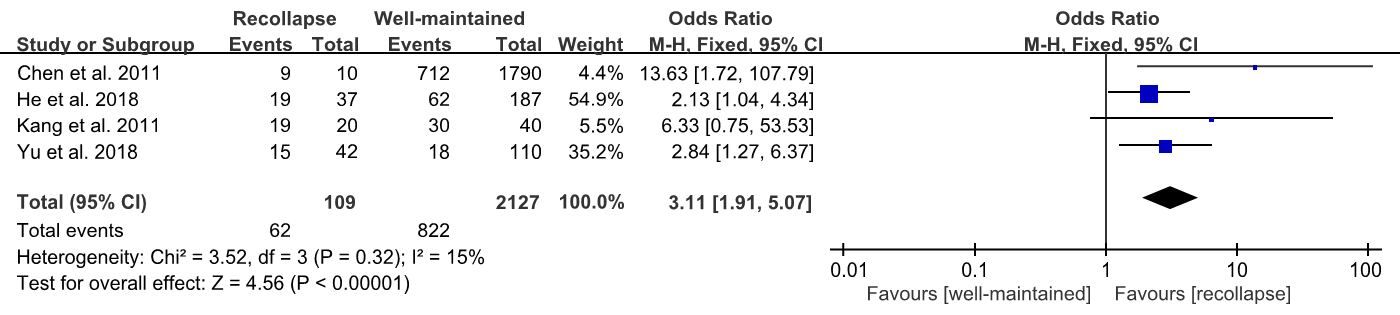 Recollapse Well-maintained Odds Ratio Odds Ratio
Study or Subgroup Events Total Events Total Weight M-H, Fixed, 95% CI M-H, Fixed, 95% CI
Chen et al. 2011 9 10 712 1790 4.4% 13.63 [1.72, 107.79]
He et al. 2018 19 37 62 187 54.9% 2.13 [1.04, 4.34]
Kang et al. 2011 19 20 30 40 5.5% 6.33 [0.75, 53.53]
Yu et al. 2018 15 42 18 110 35.2% 2.84 [1.27, 6.37]
Total (95% CI) 109 2127 100.0% 3.11 [1.91, 5.07]
Total events 62 822
Heterogeneity: Chi² = 3.52, df = 3 (P = 0.32); I² = 15%
Test for overall effect: Z = 4.56 (P < 0.00001)
0.01 0.1 1 10 100
Favours [well-maintained] Favours [recollapse]